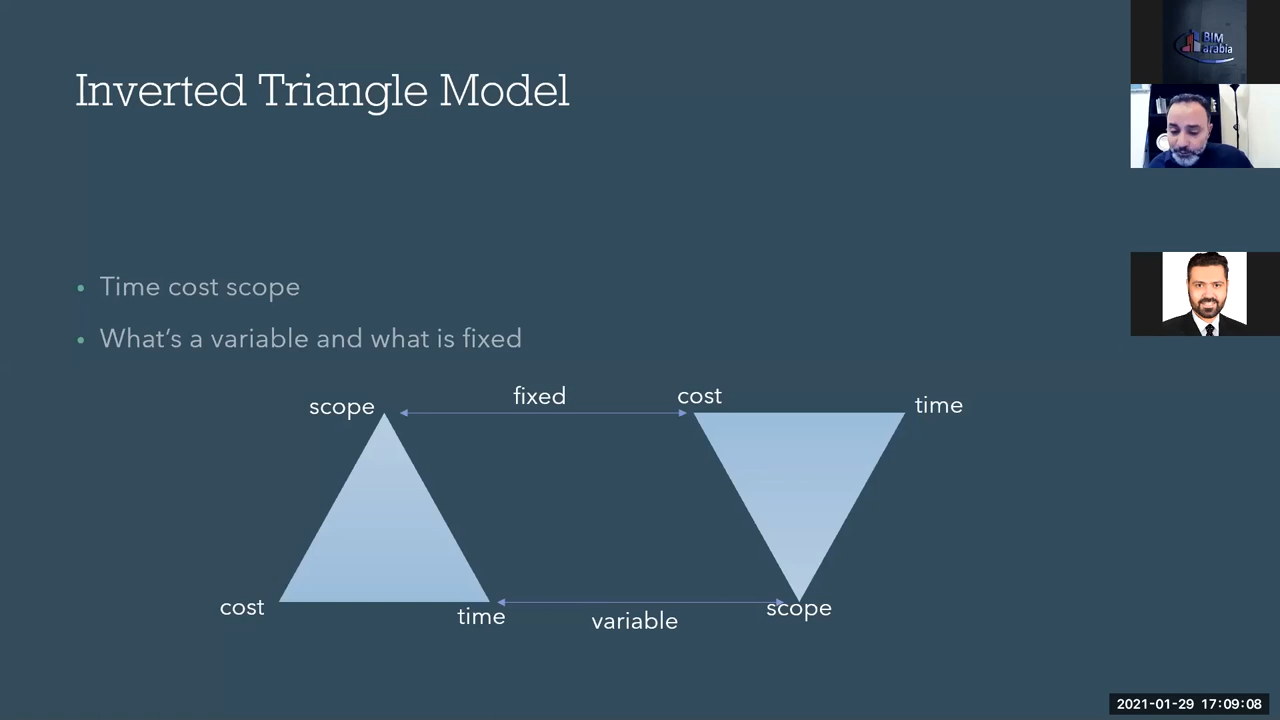 Inverted Triangle Model
BIM
arabia
Time cost scope
What's a variable and what is fixed
scope
fixed
cost
time
cost
time
variable
scope
2021-01-29 17:09:08